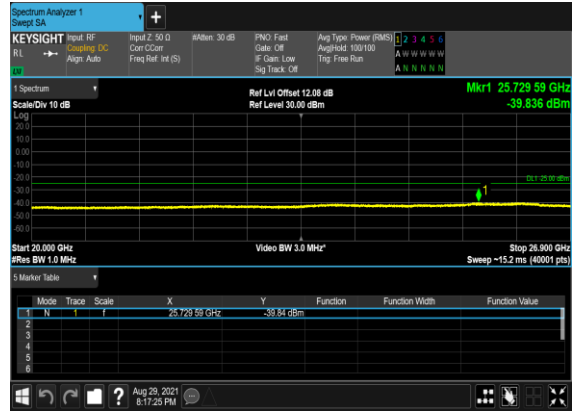 Spectrum Analyzer 1
Swept SA
+
KEYSIGHT
RL
Input: RF
Coupling: DC
Align: Auto
Input Z: 50 Ω
Corr CCorr
Freq Ref: Int (S)
#Atten: 30 dB
PNO: Fast
Gate: Off
IF Gain: Low
Sig Track: Off
Avg Type: Power (RMS)
Avg|Hold: 100/100
Trig: Free Run
1 2 3 4 5 6
A W W W W W
A N N N N N
1 Spectrum
Scale/Div 10 dB
Ref Lvl Offset 12.08 dB
Ref Level 30.00 dBm
Mkr1 25.729 59 GHz
-39.836 dBm
Log
20.0
10.0
0.00
-10.0
-20.0
-30.0
-40.0
-50.0
-60.0
DL1 -25.00 dBm
1
Start 20.000 GHz
#Res BW 1.0 MHz
Video BW 3.0 MHz*
Stop 26.900 GHz
Sweep ~15.2 ms (40001 pts)
5 Marker Table
Mode Trace Scale X Y Function Function Width Function Value
1 N 1 f 25.729 59 GHz -39.84 dBm
2
3
4
5
6
? Aug 29, 2021
8:17:25 PM